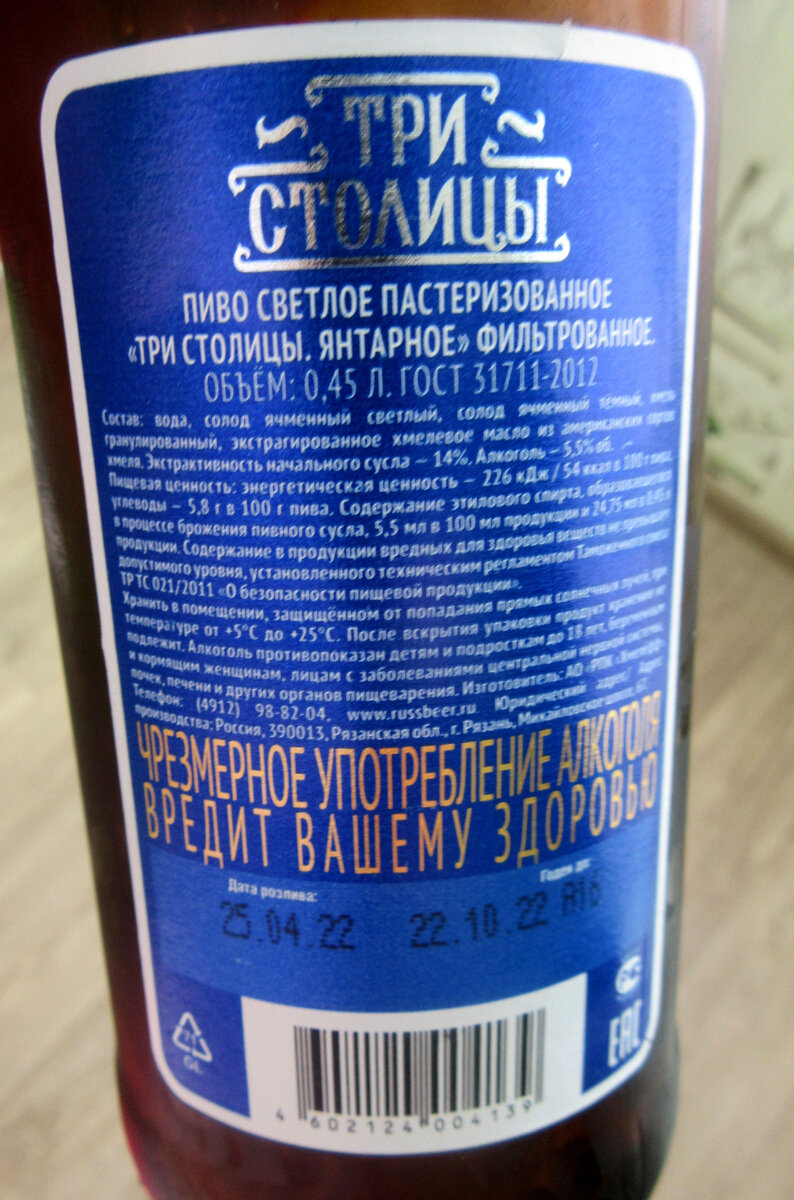 ТРИ
СТОЛИЦЫ
ПИВО СВЕТЛОЕ ПАСТЕРИЗОВАННОЕ
«ТРИ СТОЛИЦЫ. ЯНТАРНОЕ» ФИЛЬТРОВАННОЕ.
ОБЪЁМ: 0,45 Л. ГОСТ 31711-2012
Состав: вода, солод ячменный светлый, солод ячменный тёмный, хмель
гранулированный, экстрагированное хмелевое масло из американских сортов
хмеля. Экстрактивность начального сусла – 14%. Алкоголь – 5,5% об.
Пищевая ценность: энергетическая ценность – 226 кДж / 54 ккал в 100 г пива,
углеводы – 5,8 г в 100 г пива. Содержание этилового спирта, образовавшегося
в процессе брожения пивного сусла, 5,5 мл в 100 мл продукции и 24,75 мл в 0,45 л
продукции. Содержание в продукции вредных для здоровья веществ не превышает
допустимого уровня, установленного техническим регламентом Таможенного союза
ТР ТС 021/2011 «О безопасности пищевой продукции».
Хранить в помещении, защищённом от попадания прямых солнечных лучей, при
температуре от +5°С до +25°С. После вскрытия упаковки продукт хранению не
подлежит. Алкоголь противопоказан детям и подросткам до 18 лет, беременным
и кормящим женщинам, лицам с заболеваниями центральной нервной системы,
почек, печени и других органов пищеварения. Изготовитель: АО «РПК
Телефон: (4912) 98-82-04. www.russbeer.ru Юридический адрес/ Адрес
производства: Россия, 390013, Рязанская обл., г. Рязань, Михайловское шоссе, 67
ЧРЕЗМЕРНОЕ УПОТРЕБЛЕНИЕ АЛКОГОЛЯ
ВРЕДИТ ВАШЕМУ ЗДОРОВЬЮ
Дата розлива: Годен до:
25.04.22 22.10.22 А16
71
GL
EAC
4 602124 004139